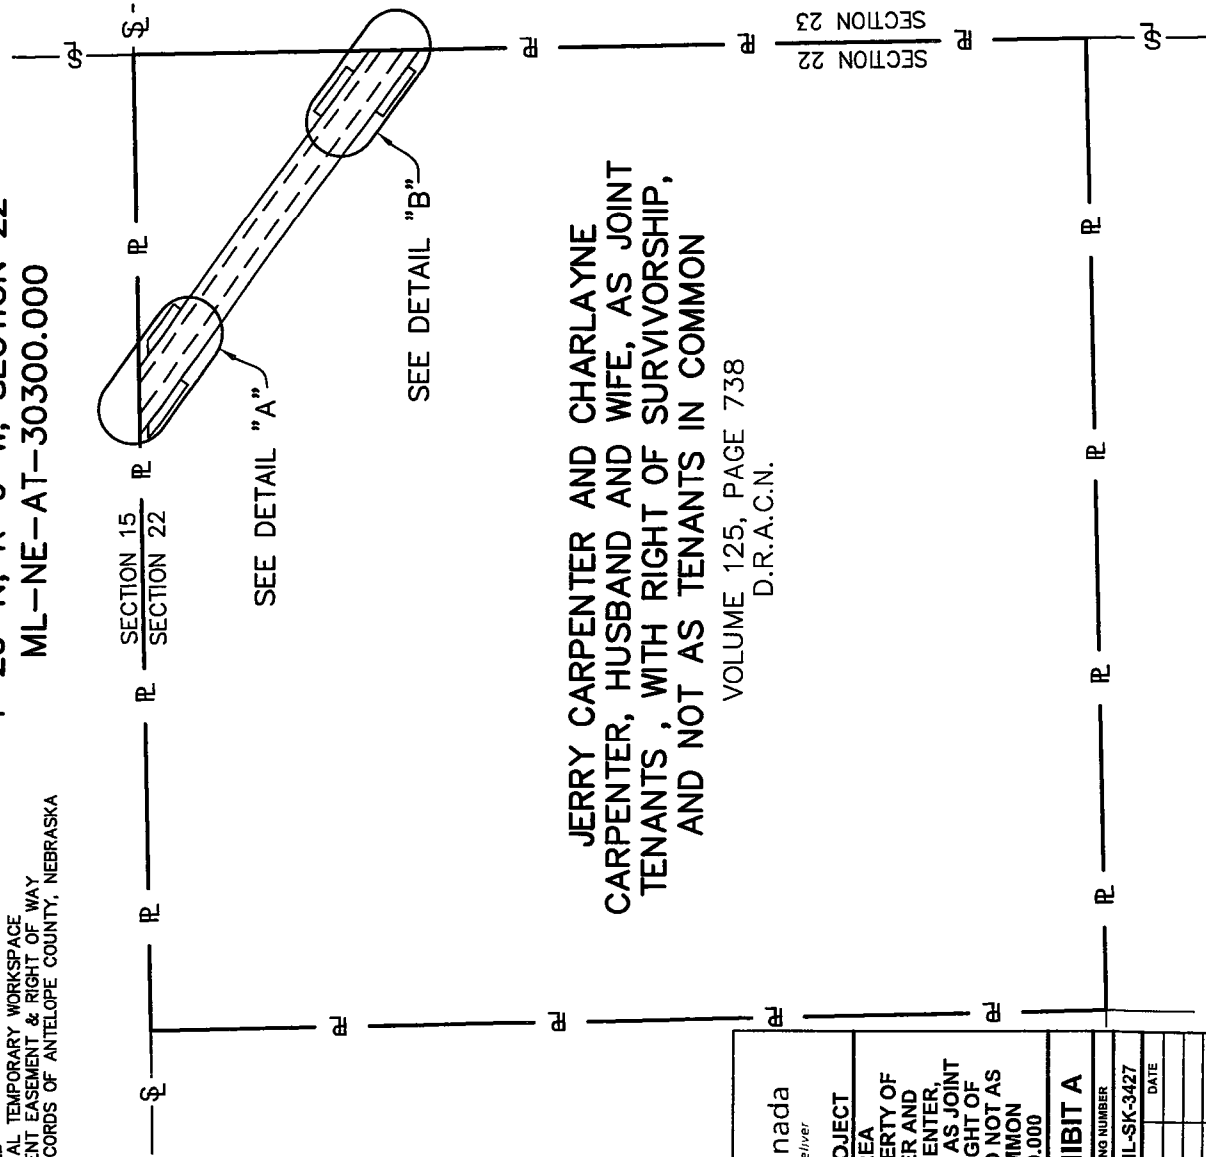 ML-NE-AT-30300.000
AL TEMPORARY WORKSPACE
ENT EASEMENT & RIGHT OF WAY
CORDS OF ANTELOPE COUNTY, NEBRASKA
SECTION 15
SECTION 22
SEE DETAIL "A"
SEE DETAIL "B"
SECTION 22
SECTION 23
JERRY CARPENTER AND CHARLAYNE
CARPENTER, HUSBAND AND WIFE, AS JOINT
TENANTS , WITH RIGHT OF SURVIVORSHIP,
AND NOT AS TENANTS IN COMMON
VOLUME 125, PAGE 738
D.R.A.C.N.
nada
eliver
OJECT
EA
ERTY OF
ER AND
ENTER,
AS JOINT
GHT OF
D NOT AS
MMON
0.000
IBIT A
NG NUMBER
IL-SK-3427
DATE